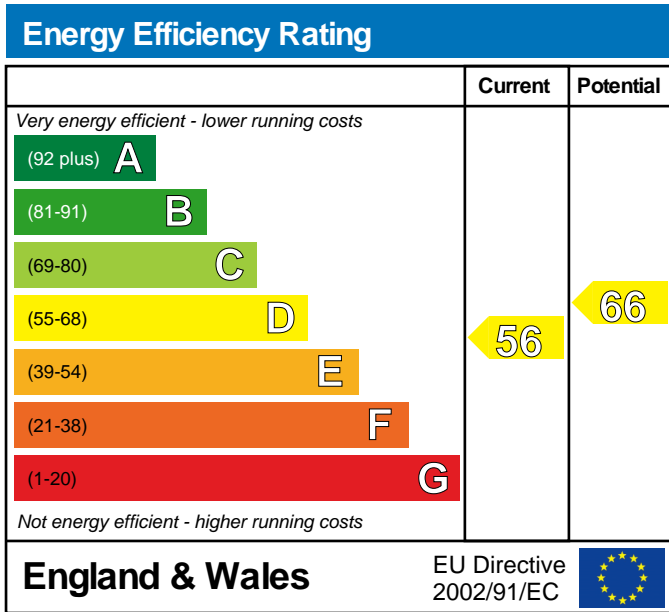 Energy Efficiency Rating
Current Potential
Very energy efficient - lower running costs
(92 plus) A
(81-91) B
(69-80) C
(55-68) D
(39-54) E
(21-38) F
(1-20) G
56
66
Not energy efficient - higher running costs
England & Wales
EU Directive
2002/91/EC